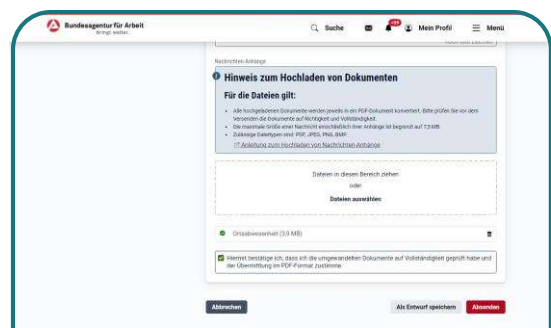 Bundesagentur für Arbeit
bringt weiter.
Suche
+99
Mein Profil
Menü
Nachrichten-Anhänge
Hinweis zum Hochladen von Dokumenten
Für die Dateien gilt:
Alle hochgeladenen Dokumente werden jeweils in ein PDF-Dokument konvertiert. Bitte prüfen Sie vor dem
Versenden die Dokumente auf Richtigkeit und Vollständigkeit.
Die maximale Größe einer Nachricht einschließlich ihrer Anhänge ist begrenzt auf 7,5 MB.
Zulässige Dateitypen sind: PDF, JPEG, PNG, BMP.
Anleitung zum Hochladen von Nachrichten-Anhänge
Dateien in diesen Bereich ziehen
oder
Dateien auswählen
Ortsabwesenheit (3,9 MB)
Hiermit bestätige ich, dass ich die umgewandelten Dokumente auf Vollständigkeit geprüft habe und
der Übermittlung im PDF-Format zustimme.
Abbrechen
Als Entwurf speichern
Absenden